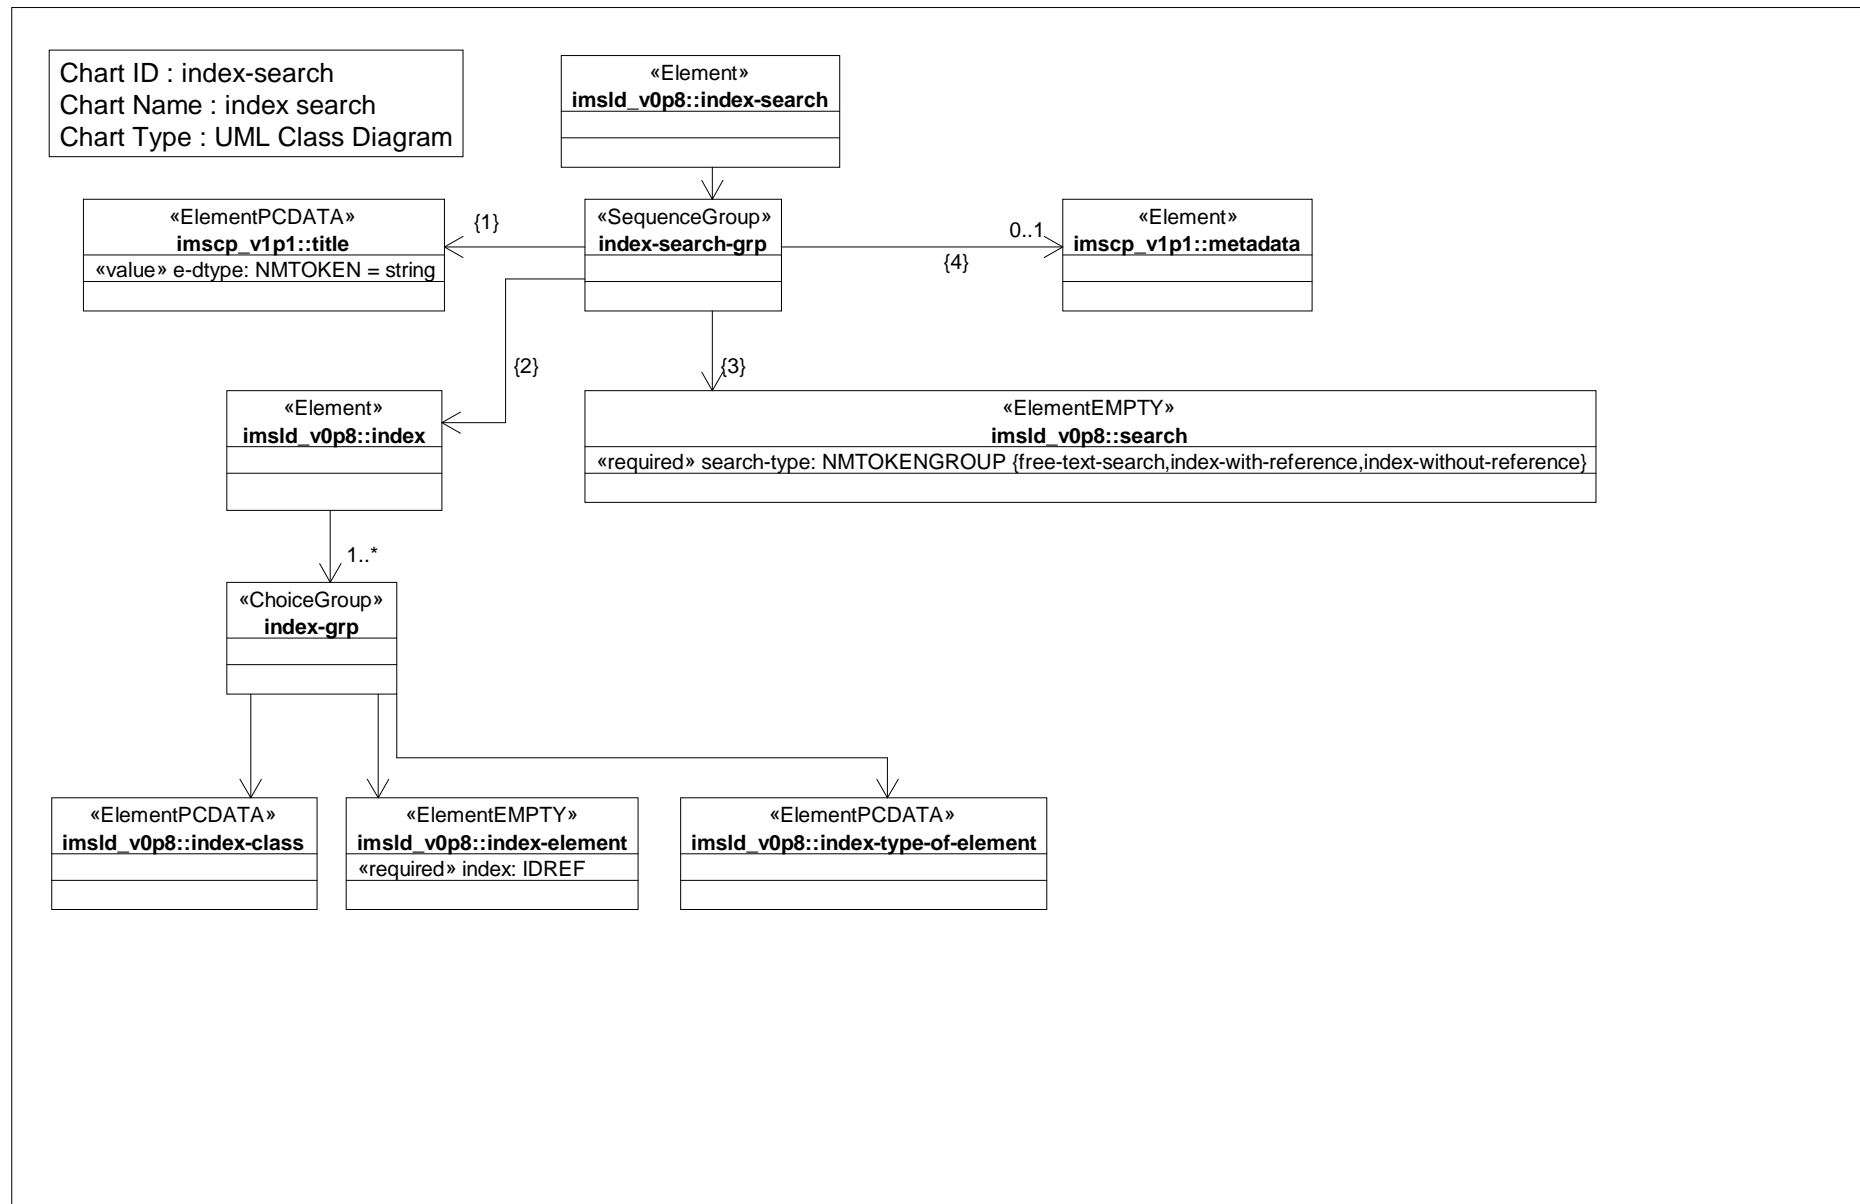 Chart ID : index-search
Chart Name : index search
Chart Type : UML Class Diagram
«Element»
imsld_v0p8::index-search
«ElementPCDATA»
imscp_v1p1::title
«value» e-dtype: NMTOKEN = string
{1}
«SequenceGroup»
index-search-grp
0..1
{4}
«Element»
imscp_v1p1::metadata
{2}
{3}
«Element»
imsld_v0p8::index
«ElementEMPTY»
imsld_v0p8::search
«required» search-type: NMTOKENGROUP {free-text-search,index-with-reference,index-without-reference}
1..*
«ChoiceGroup»
index-grp
«ElementPCDATA»
imsld_v0p8::index-class
«ElementEMPTY»
imsld_v0p8::index-element
«required» index: IDREF
«ElementPCDATA»
imsld_v0p8::index-type-of-element